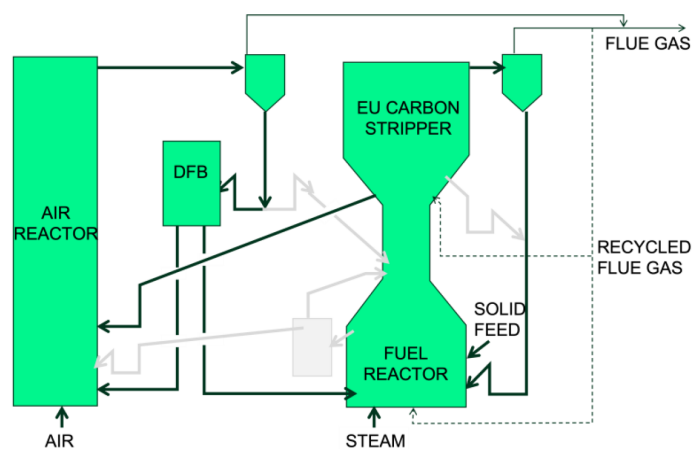 FLUE GAS
EU CARBON
STRIPPER
DFB
AIR
REACTOR
RECYCLED
FLUE GAS
SOLID
FEED
FUEL
REACTOR
AIR
STEAM